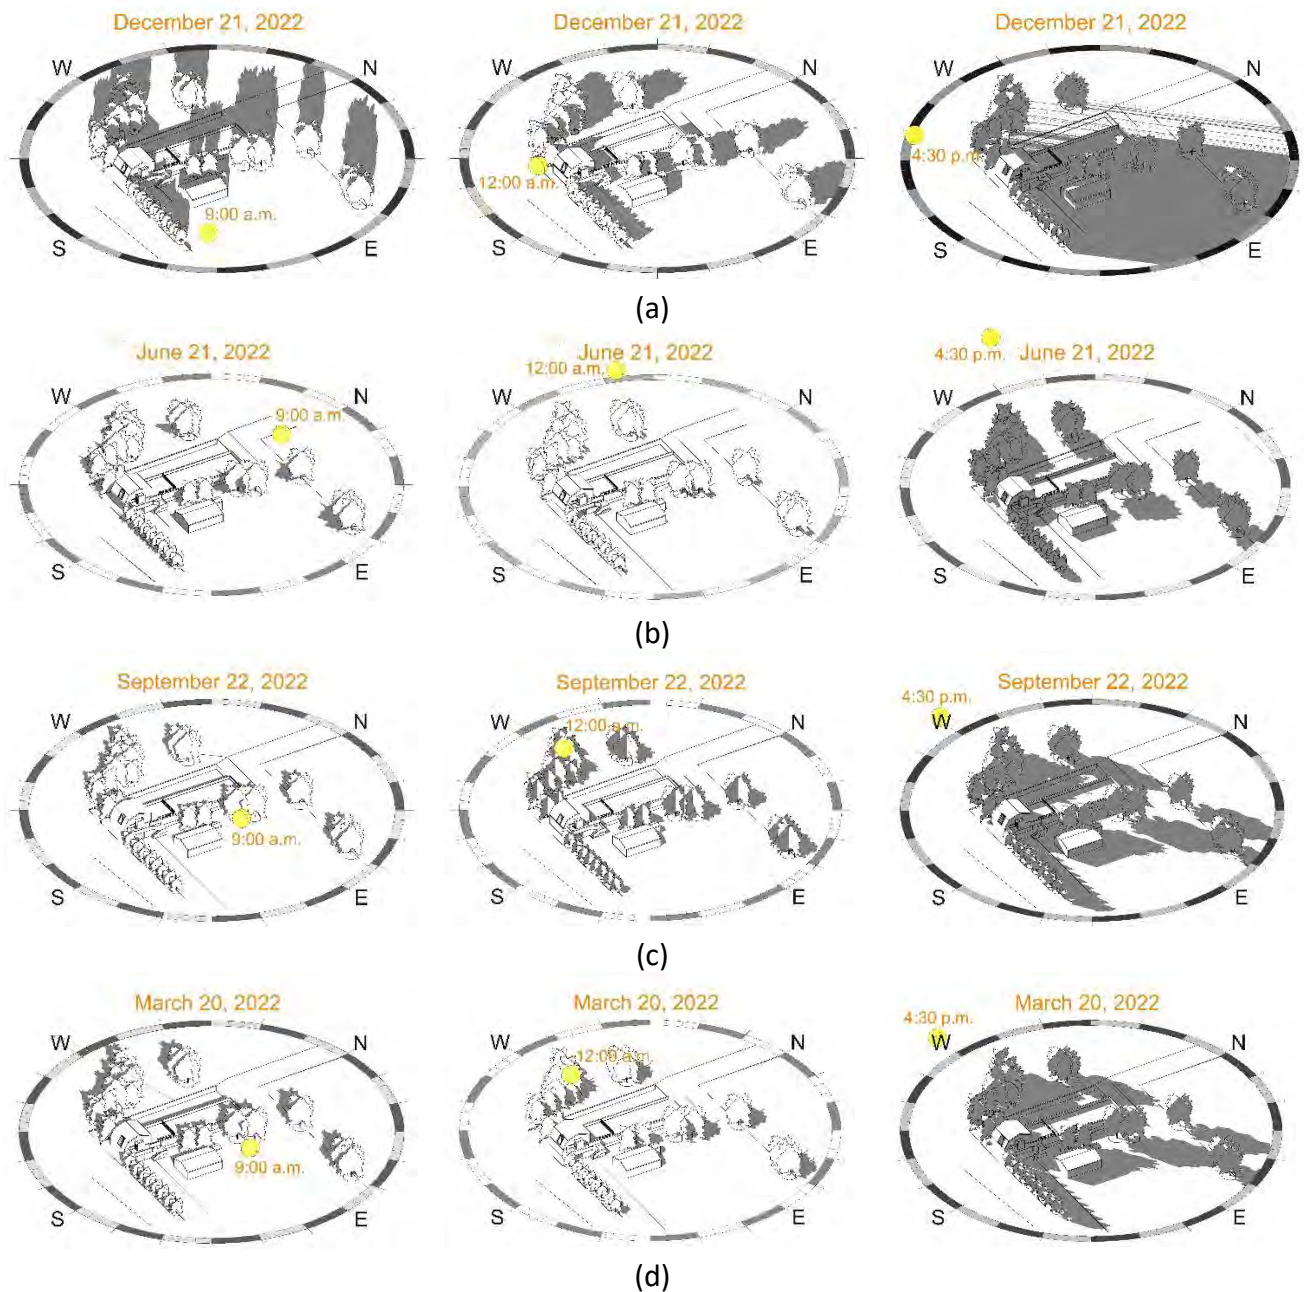 December 21, 2022 December 21, 2022 December 21, 2022
W N W N W N
4:30 p.m.
12:00 a.m.
9:00 a.m.
S E S E S E
(a)
4:30 p.m. June 21, 2022
June 21, 2022 June 21, 2022
12:00 a.m.
W N W N W N
9:00 a.m.
S E S E S E
(b)
September 22, 2022 September 22, 2022 September 22, 2022
4:30 p.m.
W N W N W N
12:00 a.m.
9:00 a.m.
S E S E S E
(c)
March 20, 2022 March 20, 2022 March 20, 2022
4:30 p.m.
W N W N W N
12:00 a.m.
9:00 a.m.
S E S E S E
(d)